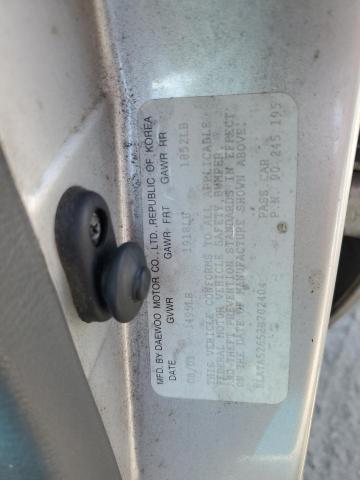 MFD. BY DAEWOO MOTOR CO., LTD., REPUBLIC OF KOREA
DATE GVWR GAWR FRT GAWR RR
08/00 3495LB 1918LB 1852LB
THIS VEHICLE CONFORMS TO ALL APPLICABLE
FEDERAL MOTOR VEHICLE SAFETY BUMPER
AND THEFT PREVENTION STANDARDS IN EFFECT
ON THE DATE OF MANUFACTURE SHOWN ABOVE.
PASS. CAR
P.N. 90 245 195